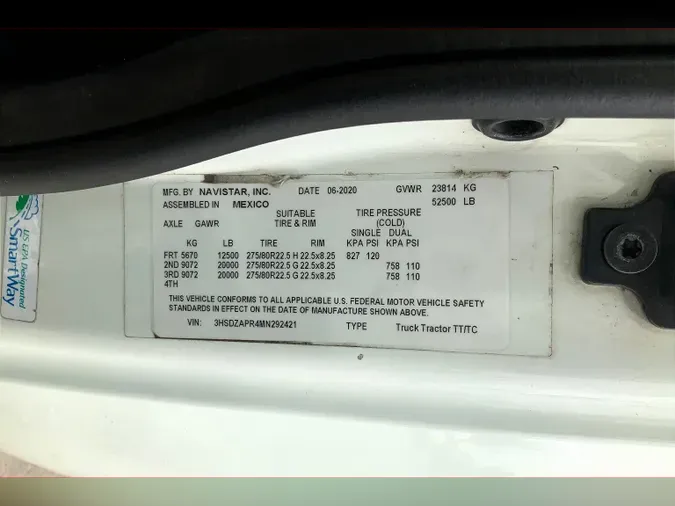 MFG. BY NAVISTAR, INC. DATE 06-2020 GVWR 23814 KG
ASSEMBLED IN MEXICO 52500 LB
SUITABLE TIRE PRESSURE
AXLE GAWR TIRE & RIM (COLD)
SINGLE DUAL
KG LB TIRE RIM KPA PSI KPA PSI
FRT 5670 12500 275/80R22.5 H 22.5x8.25 827 120
2ND 9072 20000 275/80R22.5 G 22.5x8.25 758 110
3RD 9072 20000 275/80R22.5 G 22.5x8.25 758 110
4TH
THIS VEHICLE CONFORMS TO ALL APPLICABLE U.S. FEDERAL MOTOR VEHICLE SAFETY
STANDARDS IN EFFECT ON THE DATE OF MANUFACTURE SHOWN ABOVE.
VIN: 3HSDZAPR4MN292421 TYPE Truck Tractor TT/TC
US EPA Designated
SmartWay